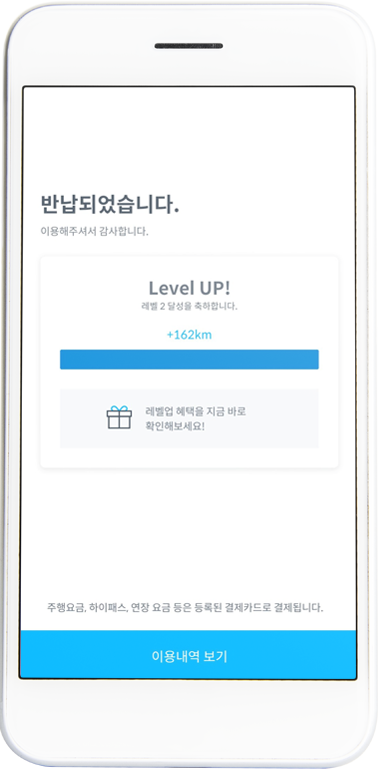 반납되었습니다.
이용해주셔서 감사합니다.
Level UP!
레벨 2 달성을 축하합니다.
+162km
레벨업 혜택을 지금 바로
확인해보세요!
주행요금, 하이패스, 연장 요금 등은 등록된 결제카드로 결제됩니다.
이용내역 보기